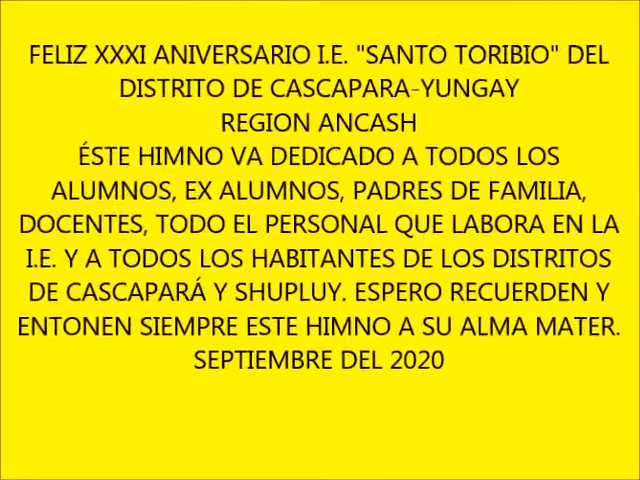 FELIZ XXXI ANIVERSARIO I.E. "SANTO TORIBIO" DEL
DISTRITO DE CASCAPARA-YUNGAY
REGION ANCASH
ÉSTE HIMNO VA DEDICADO A TODOS LOS
ALUMNOS, EX ALUMNOS, PADRES DE FAMILIA,
DOCENTES, TODO EL PERSONAL QUE LABORA EN LA
I.E. Y A TODOS LOS HABITANTES DE LOS DISTRITOS
DE CASCAPARÁ Y SHUPLUY. ESPERO RECUERDEN Y
ENTONEN SIEMPRE ESTE HIMNO A SU ALMA MATER.
SEPTIEMBRE DEL 2020